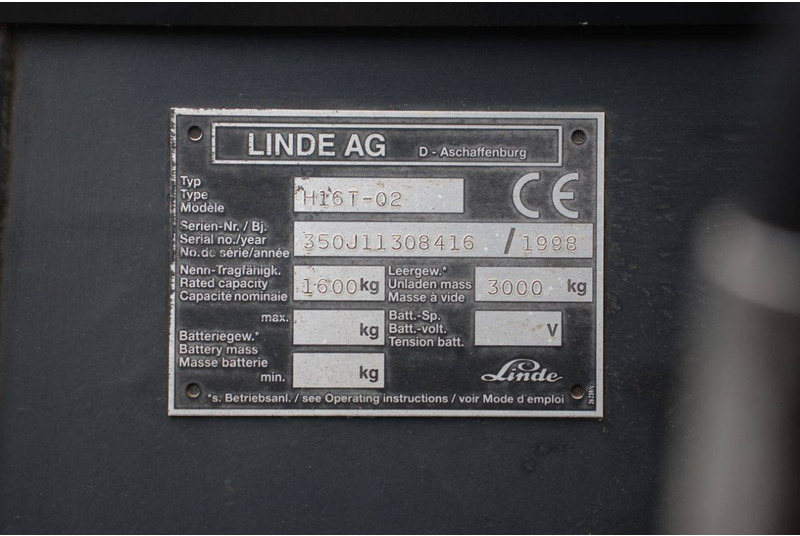 LINDE AG D - Aschaffenburg
Typ
Type
Modèle
H16T-02
CE
Serien-Nr. / Bj.
Serial no./year
No.de série/année
350J11308416 / 1998
Nenn-Tragfähigk.
Rated capacity
Capacité nominaie
1600 kg
Leergew.*
Unladen mass
Masse à vide
3000 kg
max. kg
Batteriegew.*
Battery mass
Masse batterie
min. kg
Batt.-Sp.
Batt.-volt.
Tension batt.
V
Linde
*s. Betriebsanl. / see Operating instructions / voir Mode d'emploi